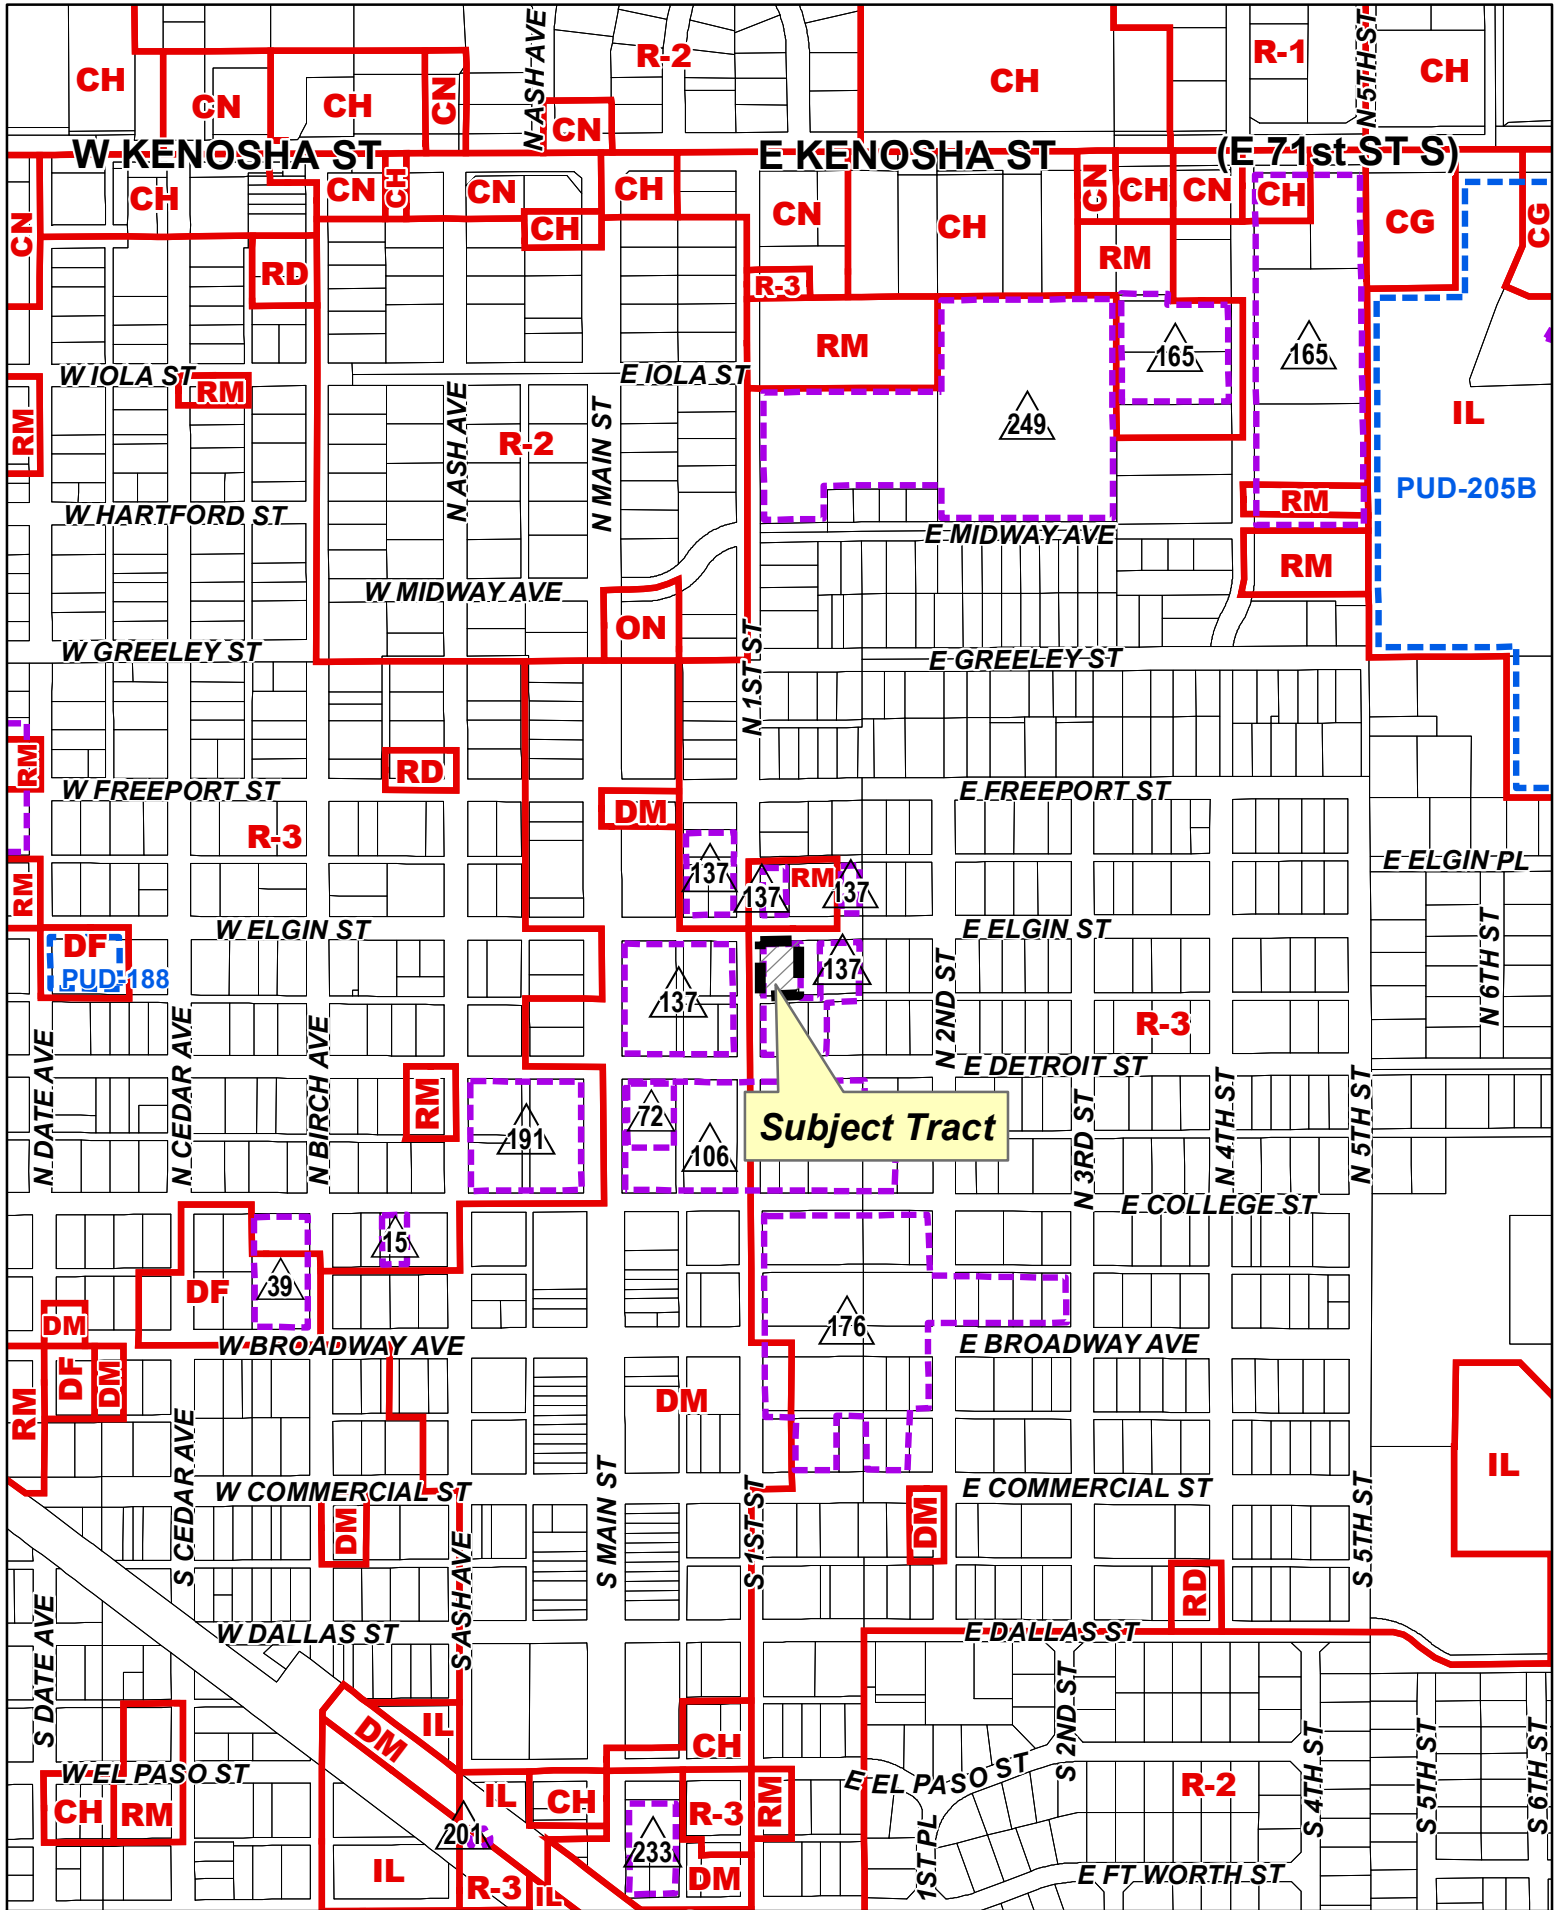 R-2
R-1
CH
CN
CH
CN
N ASH AVE
CN
CH
N 5TH ST
CH
W KENOSHA ST
E KENOSHA ST
(E 71st ST S)
CN
CH
CN
CH
CN
CH
CH
CN
CH
CN
CH
CN
CH
CG
CG
RD
R-3
RM
RM
165
165
W IOLA ST
RM
E IOLA ST
RM
N ASH AVE
R-2
N MAIN ST
249
IL
PUD-205B
RM
W HARTFORD ST
E MIDWAY AVE
RM
W MIDWAY AVE
ON
W GREELEY ST
N 1ST ST
E GREELEY ST
RM
RD
W FREEPORT ST
DM
E FREEPORT ST
R-3
137
137
RM
137
E ELGIN PL
RM
W ELGIN ST
E ELGIN ST
DF
PUD-188
137
137
N 2ND ST
N 6TH ST
R-3
N DATE AVE
N CEDAR AVE
N BIRCH AVE
E DETROIT ST
RM
191
72
106
Subject Tract
N 3RD ST
N 4TH ST
N 5TH ST
E COLLEGE ST
15
39
DF
DM
176
W BROADWAY AVE
E BROADWAY AVE
RM
DF
DM
DM
IL
S CEDAR AVE
W COMMERCIAL ST
S MAIN ST
S 1ST ST
E COMMERCIAL ST
DM
DM
S 5TH ST
S ASH AVE
RD
S DATE AVE
W DALLAS ST
E DALLAS ST
DM
IL
CH
S 2ND ST
S 4TH ST
S 5TH ST
S 6TH ST
W EL PASO ST
E EL PASO ST
CH
RM
IL
CH
R-3
RM
R-2
201
233
1ST PL
IL
R-3
IL
DM
E FT WORTH ST